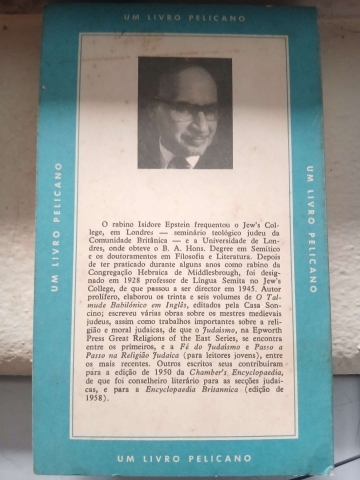 UM LIVRO PELICANO
UM LIVRO PELICANO
UM LIVRO PELICANO
O rabino Isidore Epstein frequentou o Jew's Col-
lege, em Londres — seminário teológico judeu da
Comunidade Britânica — e a Universidade de Lon-
dres, onde obteve o B. A. Hons. Degree em Semítico
e os doutoramentos em Filosofia e Literatura. Depois
de ter praticado durante alguns anos como rabino da
Congregação Hebraica de Middlesbrough, foi desig-
nado em 1928 professor de Língua Semita no Jew's
College, de que passou a ser director em 1945. Autor
prolífero, elaborou os trinta e seis volumes de O Tal-
mude Babilónico em Inglês, editados pela Casa Son-
cino; escreveu várias obras sobre os mestres medievais
judeus, assim como trabalhos importantes sobre a reli-
gião e moral judaicas, de que o Judaísmo, na Epworth
Press Great Religions of the East Series, se encontra
entre os primeiros, e a Fé do Judaísmo e Passo a
Passo na Religião Judaica (para leitores jovens), entre
os mais recentes. Outros escritos seus contribuíram
para a edição de 1950 da Chamber's Encyclopaedia,
de que foi conselheiro literário para as secções judai-
cas, e para a Encyclopaedia Britannica (edição de
1958).
UM LIVRO PELICANO